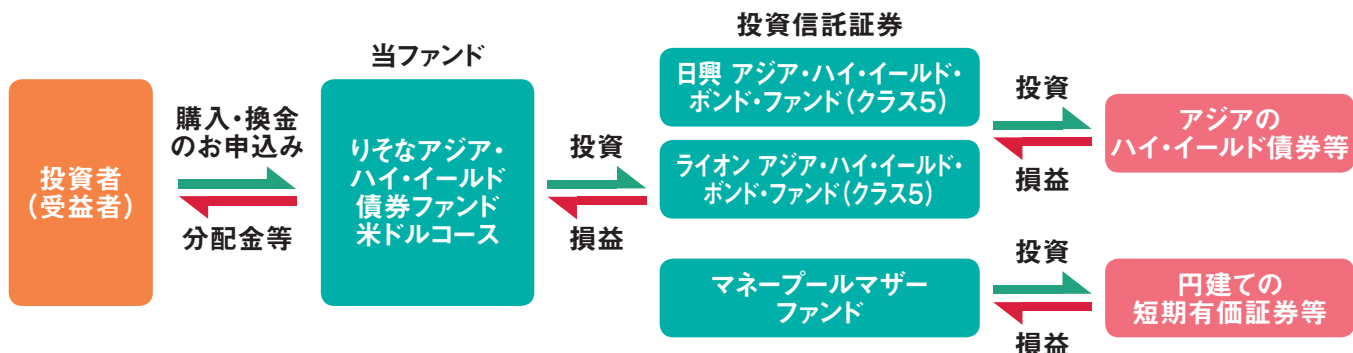 投資者
(受益者)
購入・換金
のお申込み
分配金等
当ファンド
りそなアジア・
ハイ・イールド
債券ファンド
米ドルコース
投資
損益
投資信託証券
日興 アジア・ハイ・イールド・
ボンド・ファンド(クラス5)
ライオン アジア・ハイ・イールド・
ボンド・ファンド(クラス5)
マネープールマザー
ファンド
投資
損益
アジアの
ハイ・イールド債券等
投資
損益
円建ての
短期有価証券等